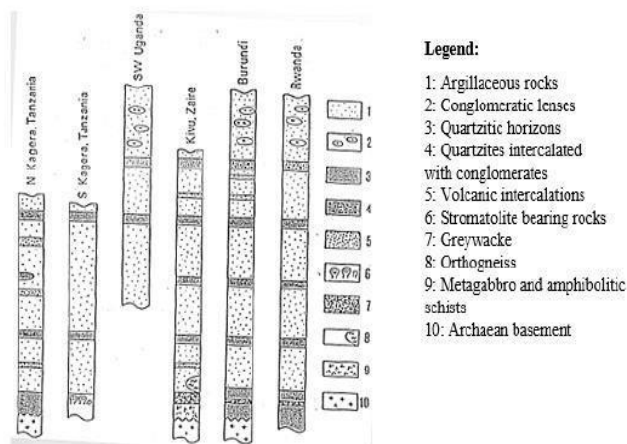 N Kagera, Tanzania
S Kagera, Tanzania
SW Uganda
Kivu, Zaire
Burundi
Rwanda
1
2
3
4
5
6
7
8
9
10
Legend:
1: Argillaceous rocks
2: Conglomeratic lenses
3: Quartzitic horizons
4: Quartzites intercalated
with conglomerates
5: Volcanic intercalations
6: Stromatolite bearing rocks
7: Greywacke
8: Orthogneiss
9: Metagabbro and amphibolitic
schists
10: Archaean basement